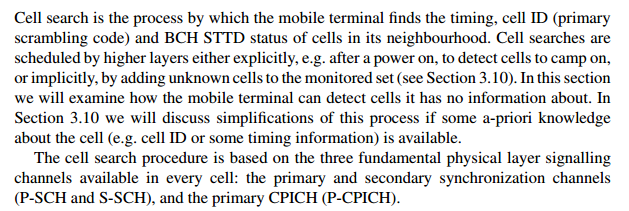 Cell search is the process by which the mobile terminal finds the timing, cell ID (primary
scrambling code) and BCH STTD status of cells in its neighbourhood. Cell searches are
scheduled by higher layers either explicitly, e.g. after a power on, to detect cells to camp on,
or implicitly, by adding unknown cells to the monitored set (see Section 3.10). In this section
we will examine how the mobile terminal can detect cells it has no information about. In
Section 3.10 we will discuss simplifications of this process if some a-priori knowledge
about the cell (e.g. cell ID or some timing information) is available.
The cell search procedure is based on the three fundamental physical layer signalling
channels available in every cell: the primary and secondary synchronization channels
(P-SCH and S-SCH), and the primary CPICH (P-CPICH).